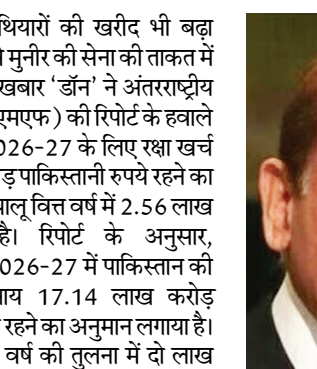 थियारों की खरीद भी बढ़ा
मुनीर की सेना की ताकत में
खबार ‘डॉन’ ने अंतरराष्ट्रीय
एमएफ) की रिपोर्ट के हवाले
026-27 के लिए रक्षा खर्च
ड़ पाकिस्तानी रुपये रहने का
चालू वित्त वर्ष में 2.56 लाख
है। रिपोर्ट के अनुसार,
026-27 में पाकिस्तान की
आय 17.14 लाख करोड़
रहने का अनुमान लगाया है।
वर्ष की तुलना में दो लाख